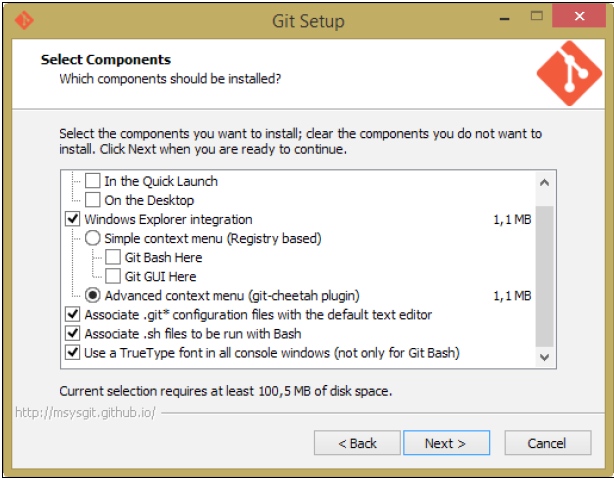 Git Setup
Select Components
Which components should be installed?
Select the components you want to install; clear the components you do not want to
install. Click Next when you are ready to continue.
In the Quick Launch
On the Desktop
Windows Explorer integration 1,1 MB
Simple context menu (Registry based)
Git Bash Here
Git GUI Here
Advanced context menu (git-cheetah plugin) 1,1 MB
Associate .git* configuration files with the default text editor
Associate .sh files to be run with Bash
Use a TrueType font in all console windows (not only for Git Bash)
Current selection requires at least 100,5 MB of disk space.
http://msysgit.github.io/
< Back Next > Cancel